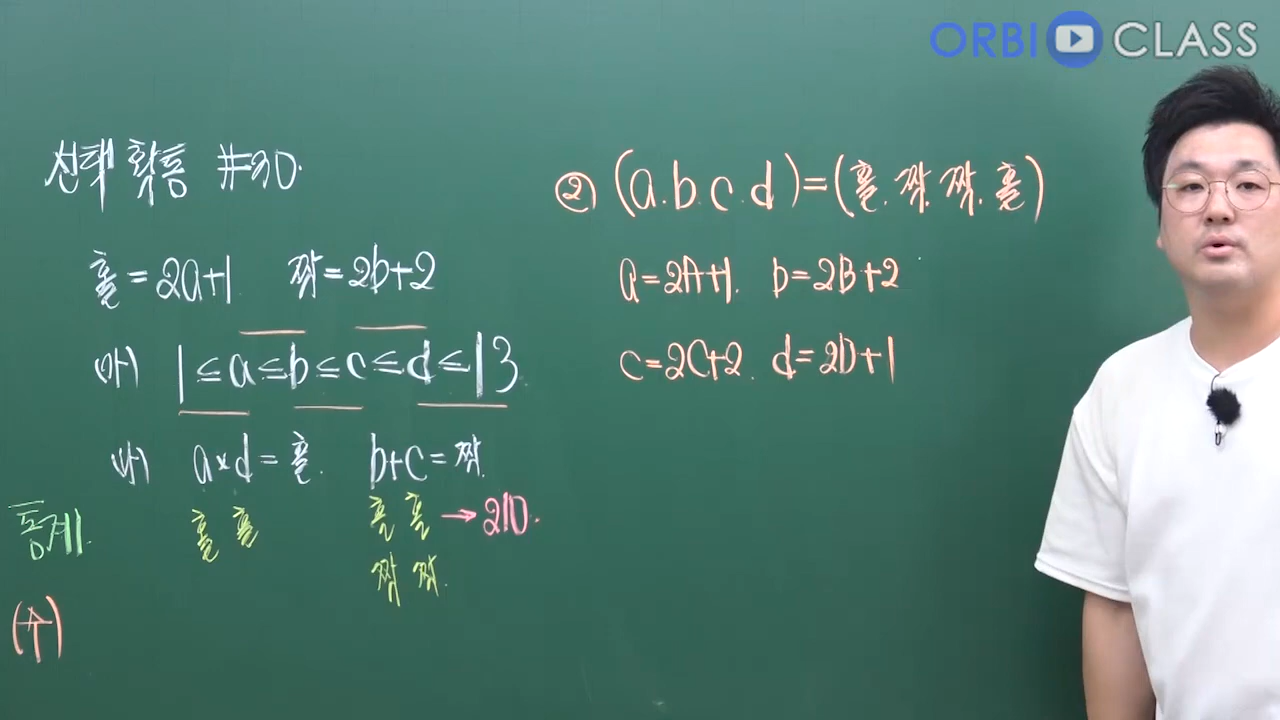 ORBI CLASS
선택 확통 #30.
홀=2a+1 짝=2b+2
가) 1≤a≤b≤c≤d≤13
나) a×d=홀. b+c=짝.
홀 홀 홀 홀 → 210.
짝 짝.
통계.
(수)
② (a.b.c.d)=(홀.짝.짝.홀)
a=2A+1. b=2B+2
c=2C+2. d=2D+1